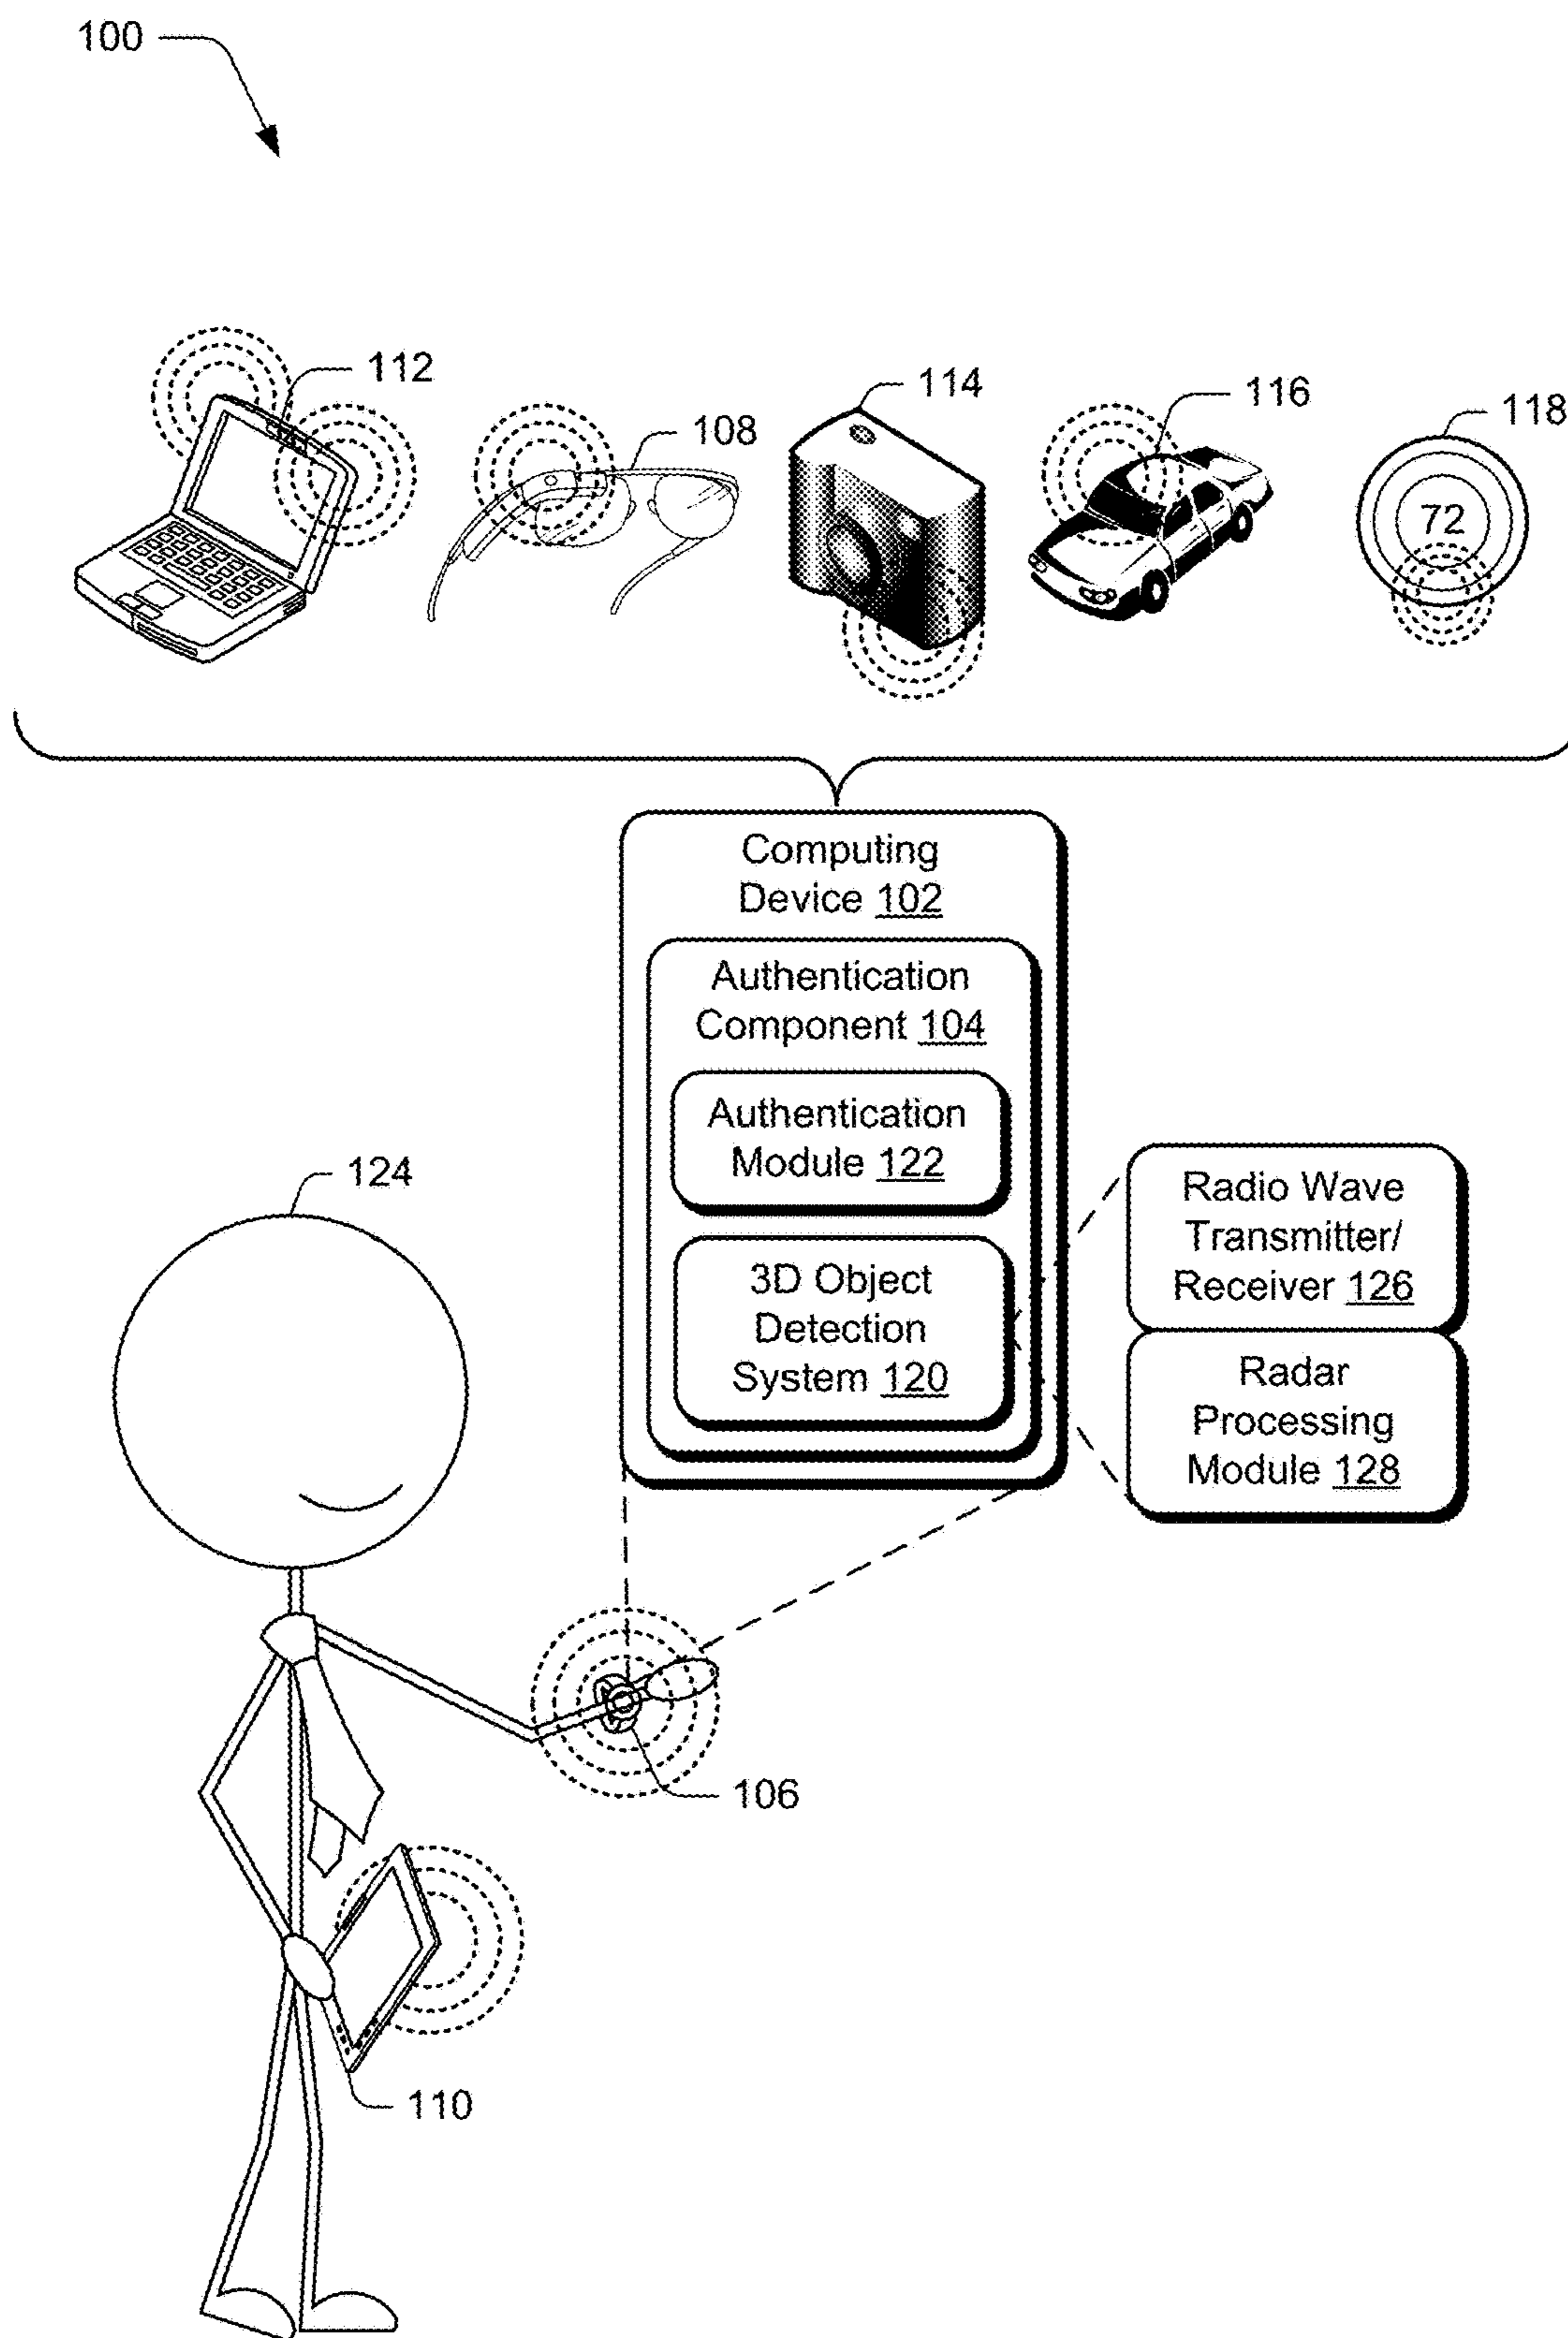 100
112
108
114
116
118
72
Computing
Device 102
Authentication
Component 104
Authentication
Module 122
3D Object
Detection
System 120
Radio Wave
Transmitter/
Receiver 126
Radar
Processing
Module 128
124
106
110